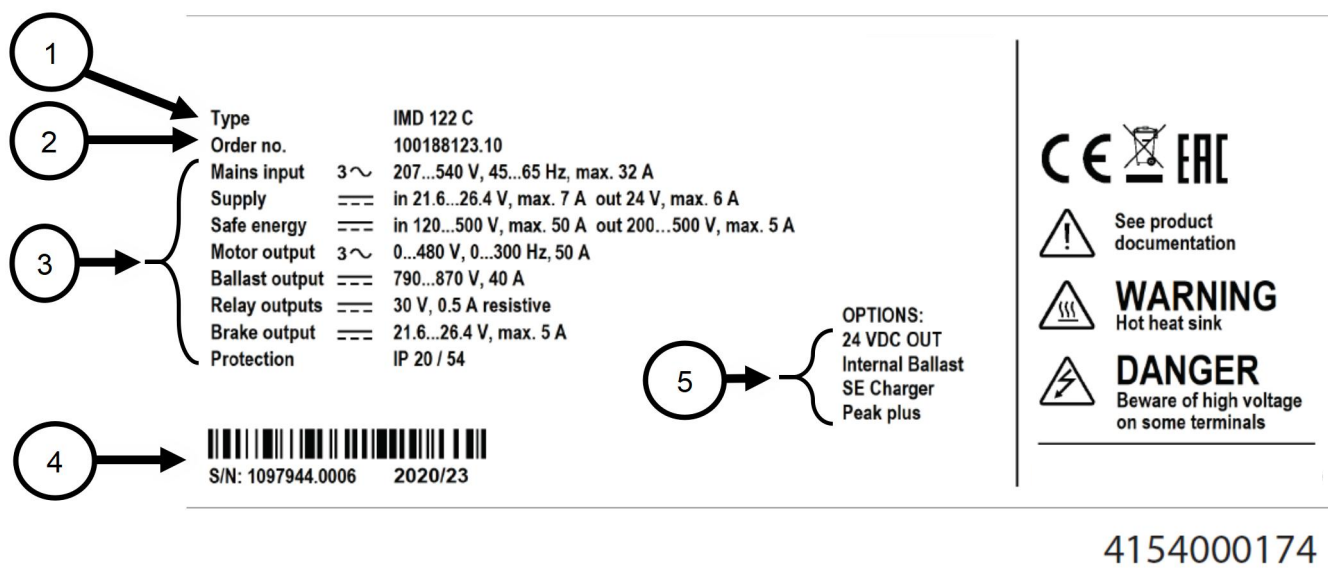 1
Type IMD 122 C
2
Order no. 100188123.10
Mains input 3~ 207...540 V, 45...65 Hz, max. 32 A
Supply in 21.6...26.4 V, max. 7 A out 24 V, max. 6 A
Safe energy in 120...500 V, max. 50 A out 200...500 V, max. 5 A
3
Motor output 3~ 0...480 V, 0...300 Hz, 50 A
Ballast output 790...870 V, 40 A
Relay outputs 30 V, 0.5 A resistive
Brake output 21.6...26.4 V, max. 5 A
Protection IP 20 / 54
4
S/N: 1097944.0006 2020/23
5
OPTIONS:
24 VDC OUT
Internal Ballast
SE Charger
Peak plus
CE EAC
See product
documentation
WARNING
Hot heat sink
DANGER
Beware of high voltage
on some terminals
4154000174